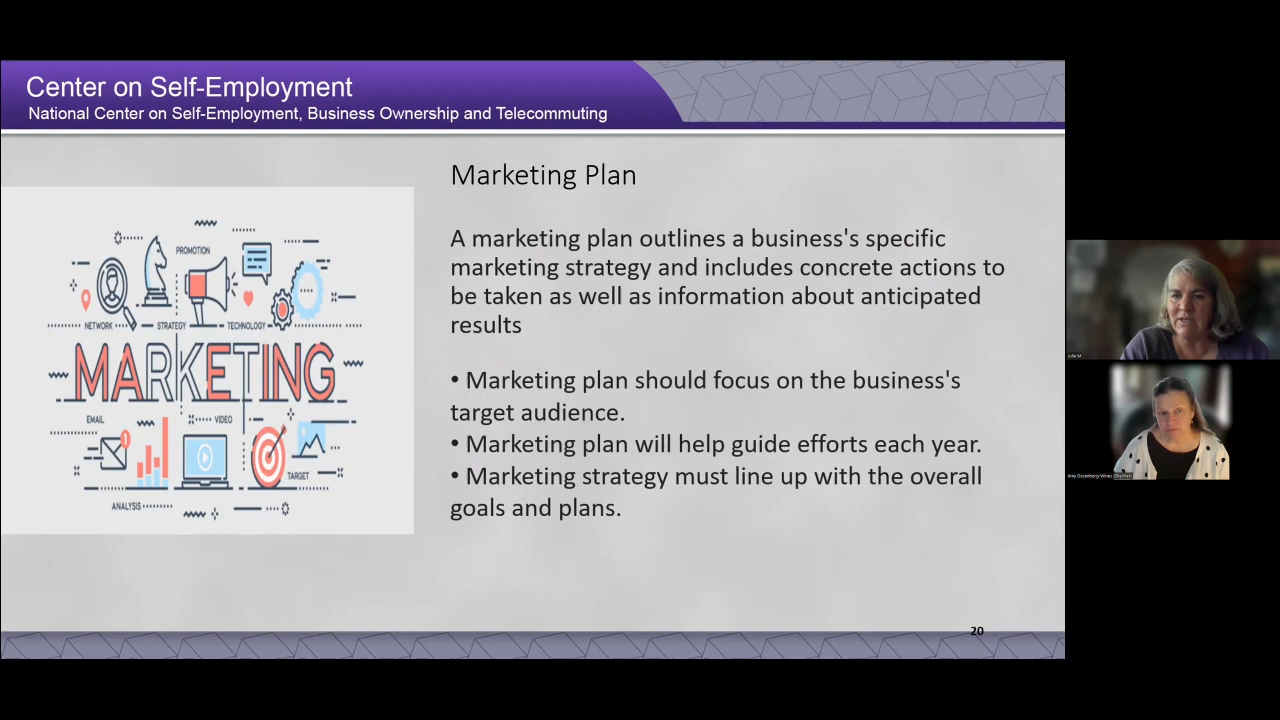 Center on Self-Employment
National Center on Self-Employment, Business Ownership and Telecommuting
Marketing Plan
A marketing plan outlines a business's specific
marketing strategy and includes concrete actions to
be taken as well as information about anticipated
results
• Marketing plan should focus on the business's
target audience.
• Marketing plan will help guide efforts each year.
• Marketing strategy must line up with the overall
goals and plans.
PROMOTION
NETWORK
STRATEGY
TECHNOLOGY
MARKETING
EMAIL
VIDEO
TARGET
ANALYSIS
20
Julie M